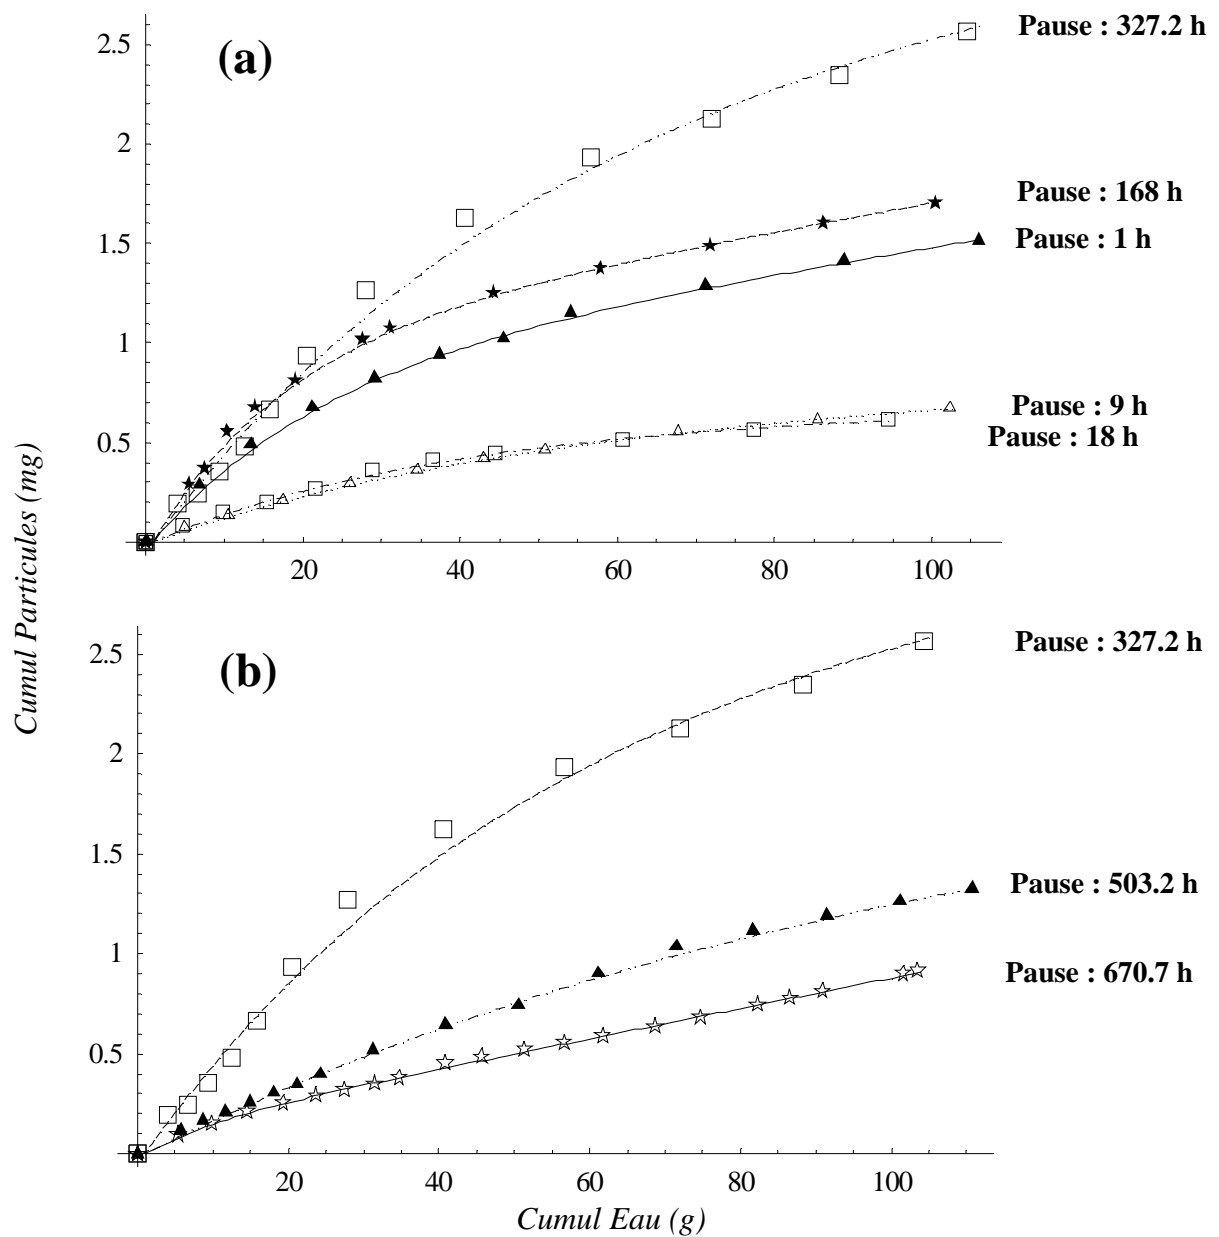 (a)
Pause : 327.2 h
2.5
2
Pause : 168 h
1.5
Pause : 1 h
1
Pause : 9 h
0.5
Pause : 18 h
20 40 60 80 100
Cumul Particules (mg)
(b)
Pause : 327.2 h
2.5
2
1.5
Pause : 503.2 h
1
Pause : 670.7 h
0.5
20 40 60 80 100
Cumul Eau (g)